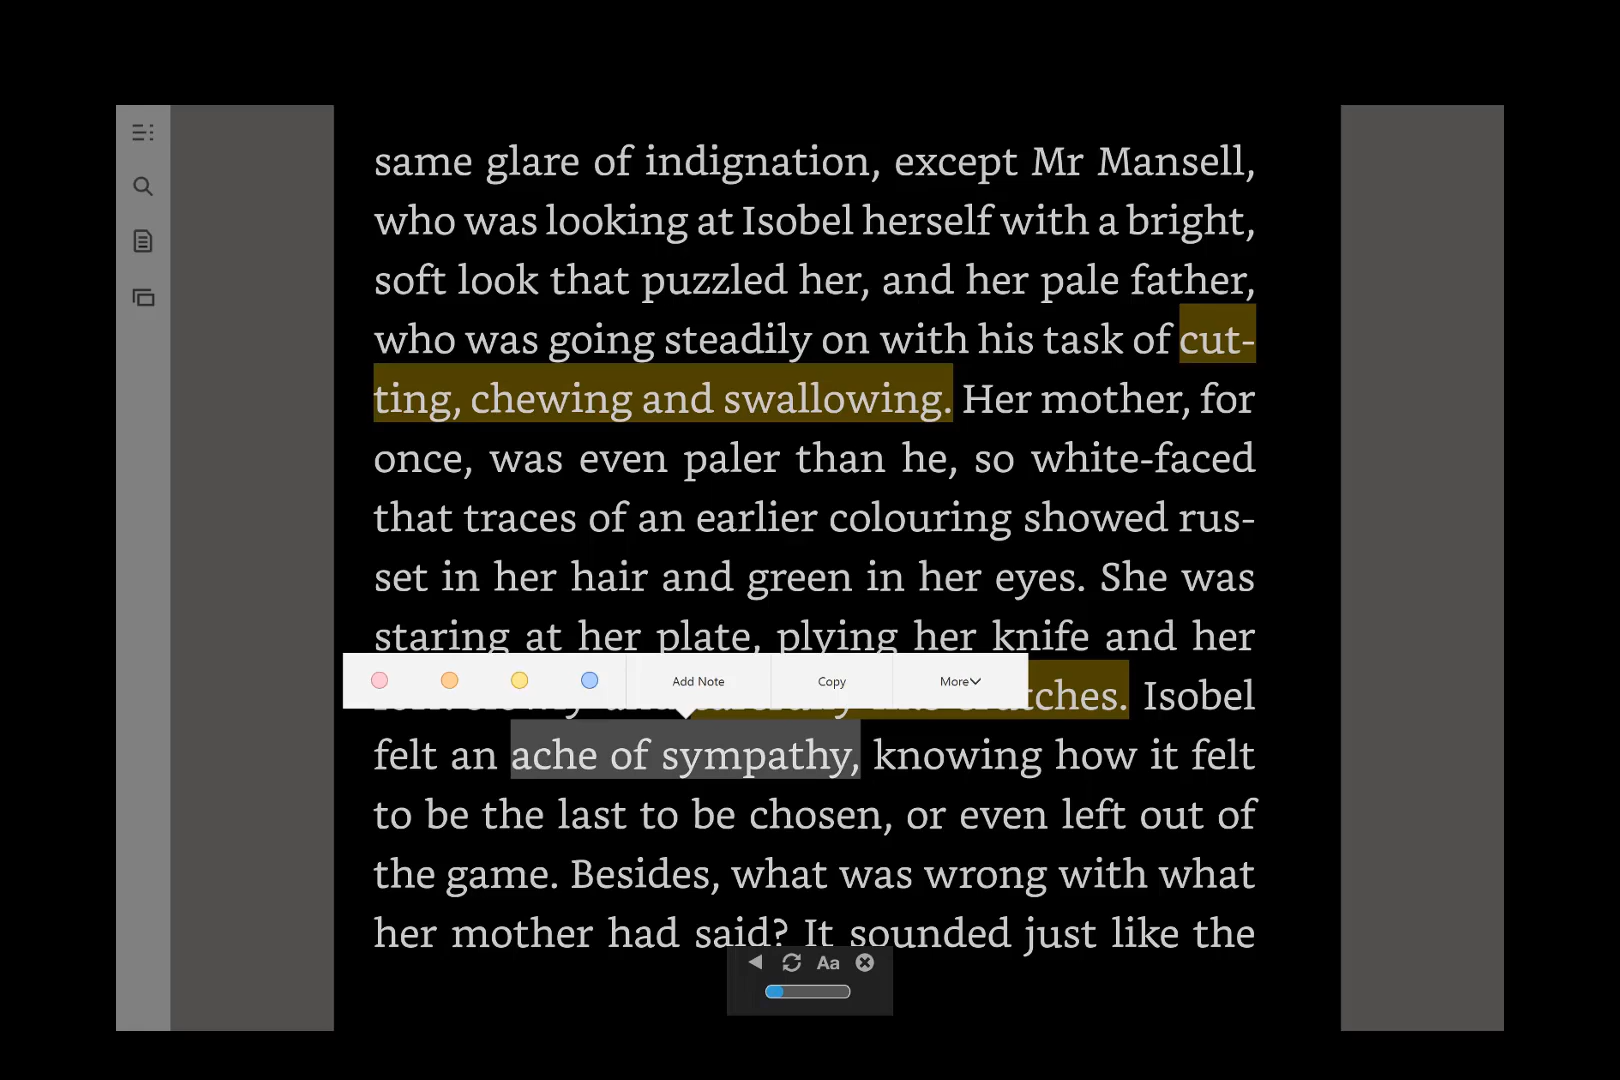 same glare of indignation, except Mr Mansell,
who was looking at Isobel herself with a bright,
soft look that puzzled her, and her pale father,
who was going steadily on with his task of cut-
ting, chewing and swallowing. Her mother, for
once, was even paler than he, so white-faced
that traces of an earlier colouring showed rus-
set in her hair and green in her eyes. She was
staring at her plate, plying her knife and her
Add Note Copy More
Isobel
felt an ache of sympathy, knowing how it felt
to be the last to be chosen, or even left out of
the game. Besides, what was wrong with what
her mother had said? It sounded just like the
Aa